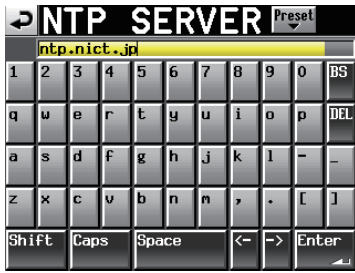 NTP SERVER Preset
ntp.nict.jp
1 2 3 4 5 6 7 8 9 0 BS
q w e r t y u i o p DEL
a s d f g h j k l - _
z x c v b n m , . [ ]
Shift Caps Space <- -> Enter